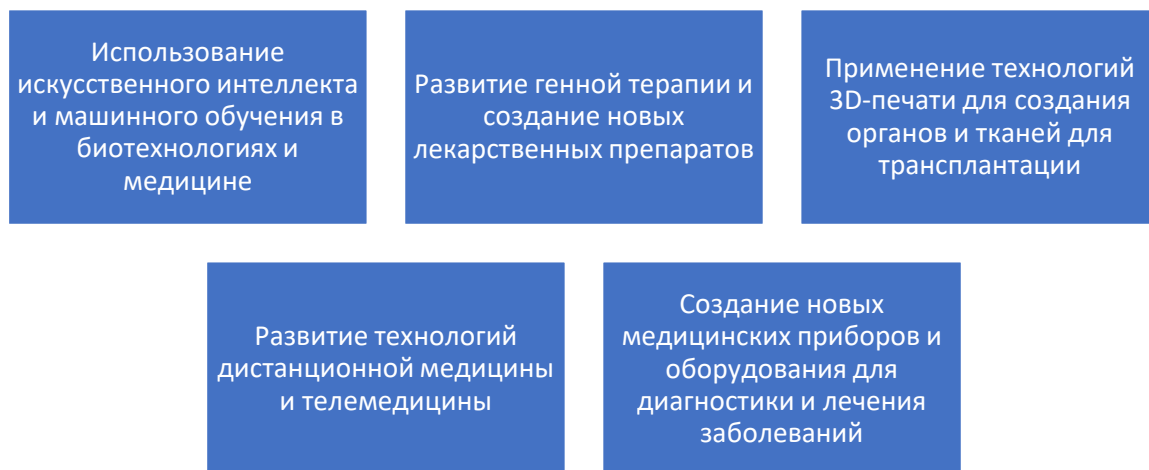 Использование
искусственного интеллекта
и машинного обучения в
биотехнологиях и
медицине
Развитие генной терапии и
создание новых
лекарственных препаратов
Применение технологий
3D-печати для создания
органов и тканей для
трансплантации
Развитие технологий
дистанционной медицины
и телемедицины
Создание новых
медицинских приборов и
оборудования для
диагностики и лечения
заболеваний